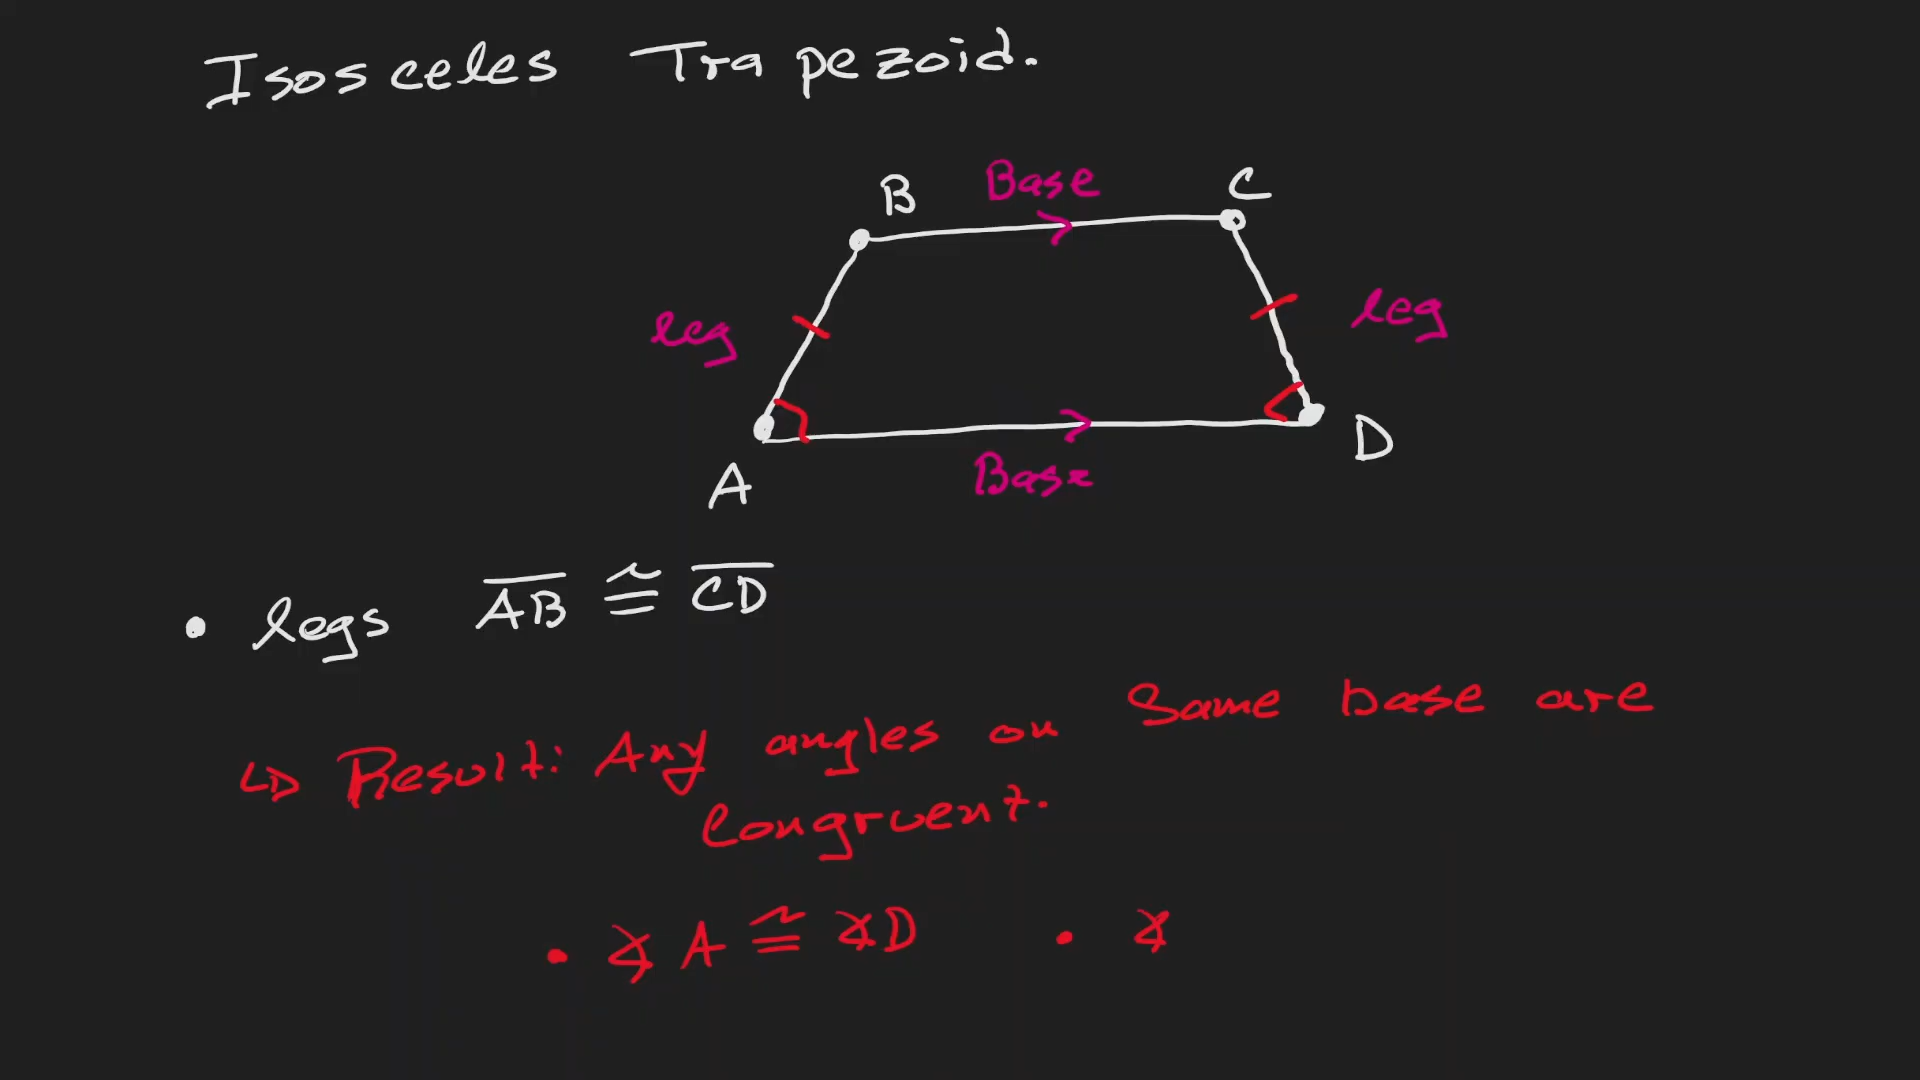 Isosceles Trapezoid.
B Base C
leg leg
A Base D
• legs AB ≅ CD
↳ Result: Any angles on Same base are
Congruent.
• ∡A ≅ ∡D • ∡